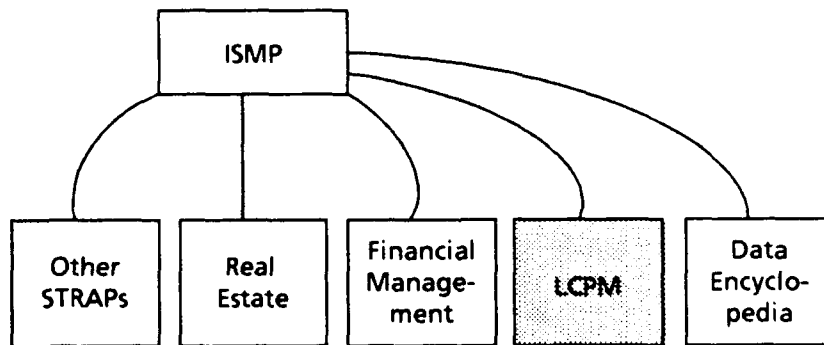 ISMP
Other
STRAPs
Real
Estate
Financial
Manage-
ment
LCPM
Data
Encyclo-
pedia